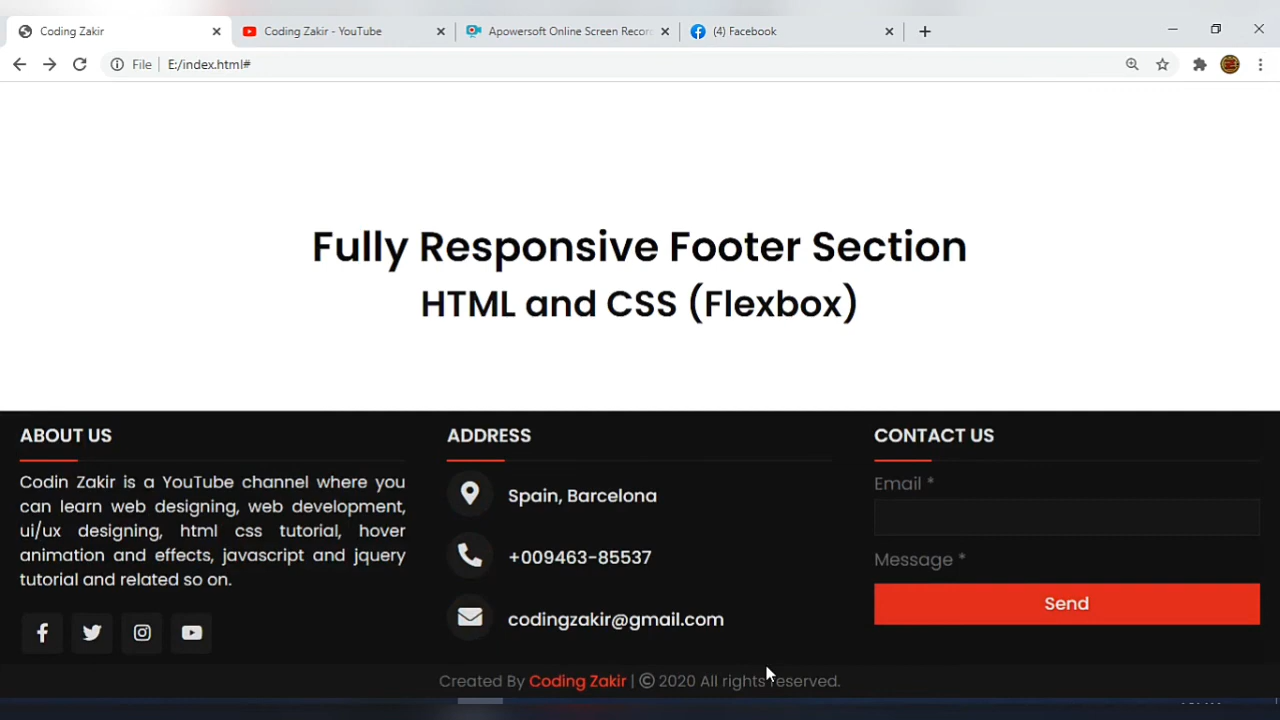 Coding Zakir
Coding Zakir - YouTube
Apowersoft Online Screen Recor
(4) Facebook
File
E:/index.html#
Fully Responsive Footer Section
HTML and CSS (Flexbox)
ABOUT US
Codin Zakir is a YouTube channel where you
can learn web designing, web development,
ui/ux designing, html css tutorial, hover
animation and effects, javascript and jquery
tutorial and related so on.
ADDRESS
Spain, Barcelona
+009463-85537
codingzakir@gmail.com
CONTACT US
Email *
Message *
Send
Created By Coding Zakir | © 2020 All rights reserved.